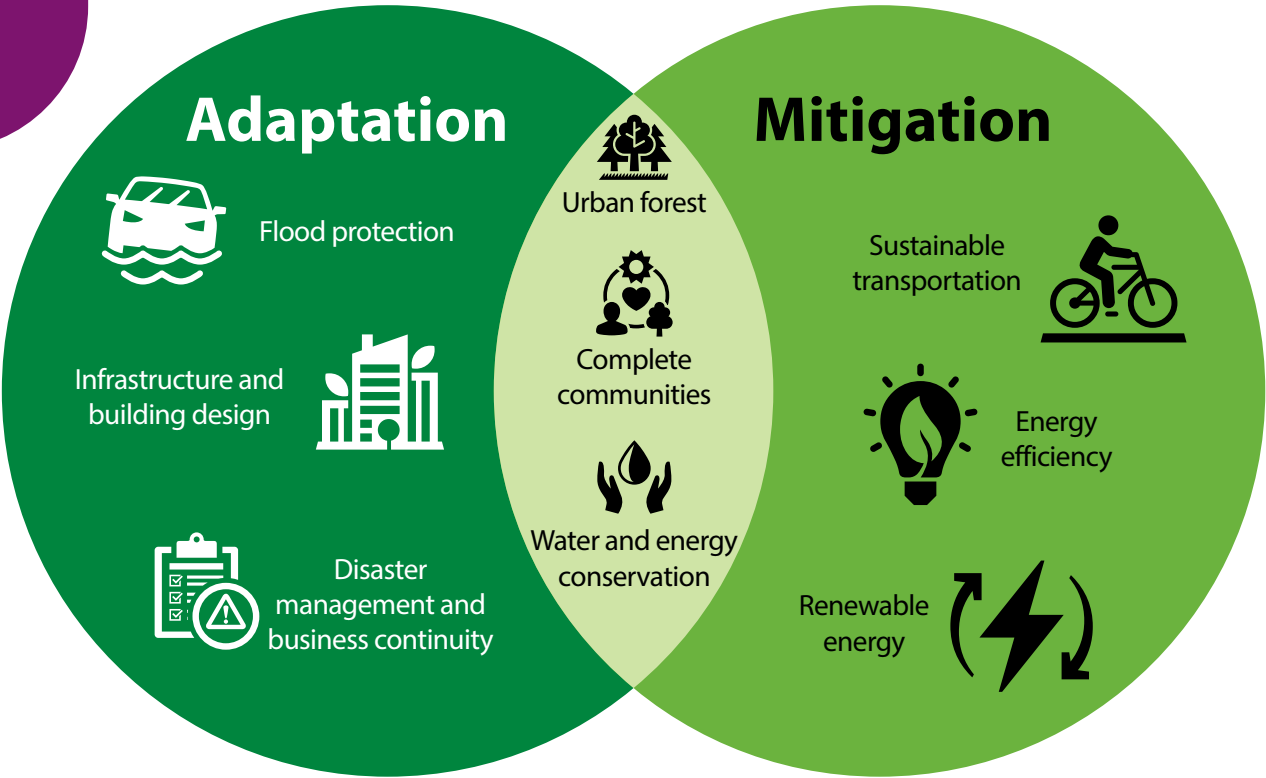 Adaptation
Flood protection
Infrastructure and
building design
Disaster
management and
business continuity
Urban forest
Complete
communities
Water and energy
conservation
Mitigation
Sustainable
transportation
Energy
efficiency
Renewable
energy